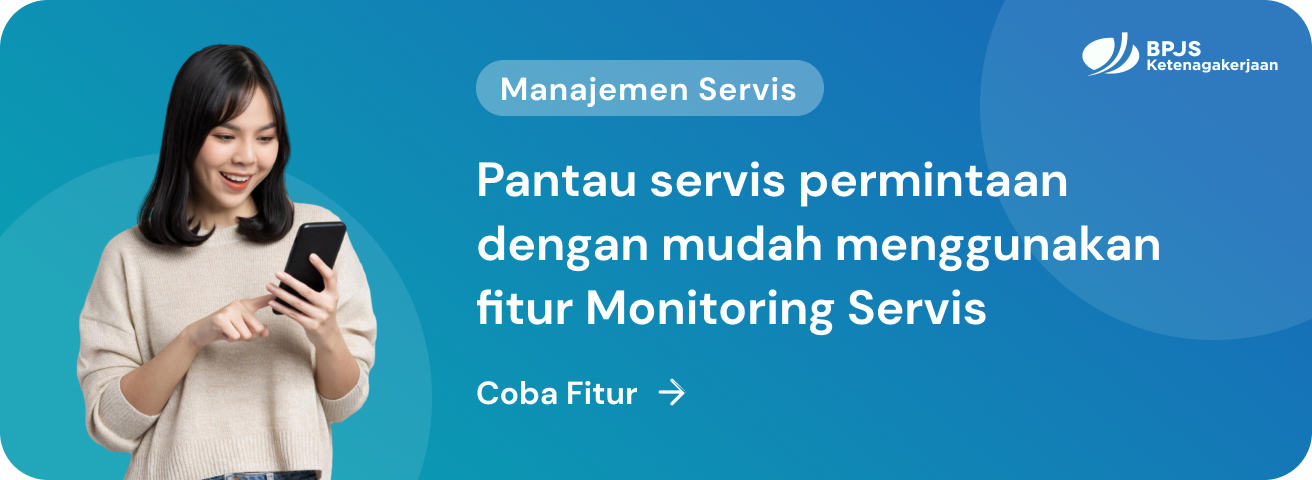 BPJS
Ketenagakerjaan
Manajemen Servis
Pantau servis permintaan
dengan mudah menggunakan
fitur Monitoring Servis
Coba Fitur →